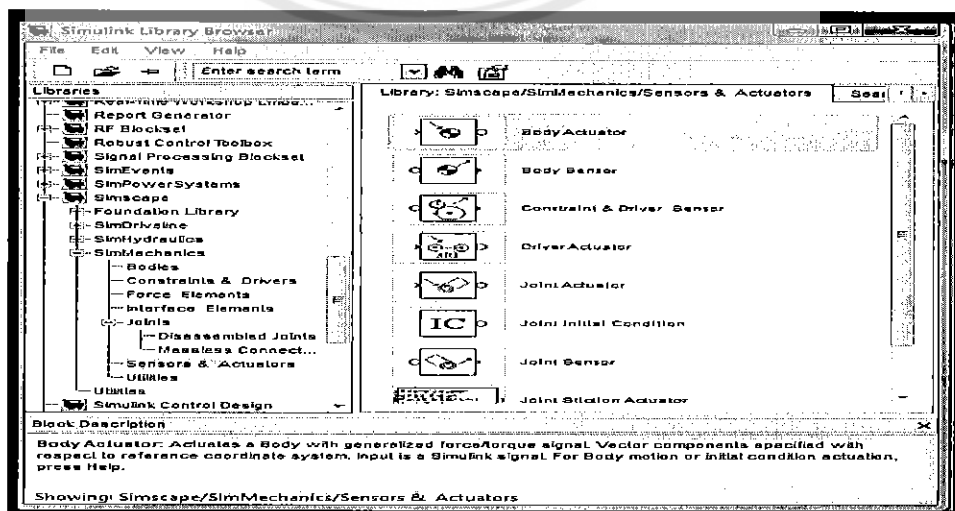 Simulink Library Browser
File Edit View Help
Enter search term
Libraries
Report Generator
RF Blockset
Robust Control Toolbox
Signal Processing Blockset
SimEvents
SimPowerSystems
Simscape
Foundation Library
SimDriveline
SimHydraulics
SimMechanics
Bodies
Constraints & Drivers
Force Elements
Interface Elements
Joints
Disassembled Joints
Massless Connect...
Sensors & Actuators
Utilities
Utilities
Simulink Control Design
Library: Simscape/SimMechanics/Sensors & Actuators
Body Actuator
Body Sensor
Constraint & Driver Sensor
Driver Actuator
Joint Actuator
IC Joint Initial Condition
Joint Sensor
Joint Stiction Actuator
Block Description
Body Actuator: Actuates a Body with generalized force/torque signal. Vector components specified with
respect to reference coordinate system. Input is a Simulink signal. For Body motion or initial condition actuation,
press Help.
Showing: Simscape/SimMechanics/Sensors & Actuators